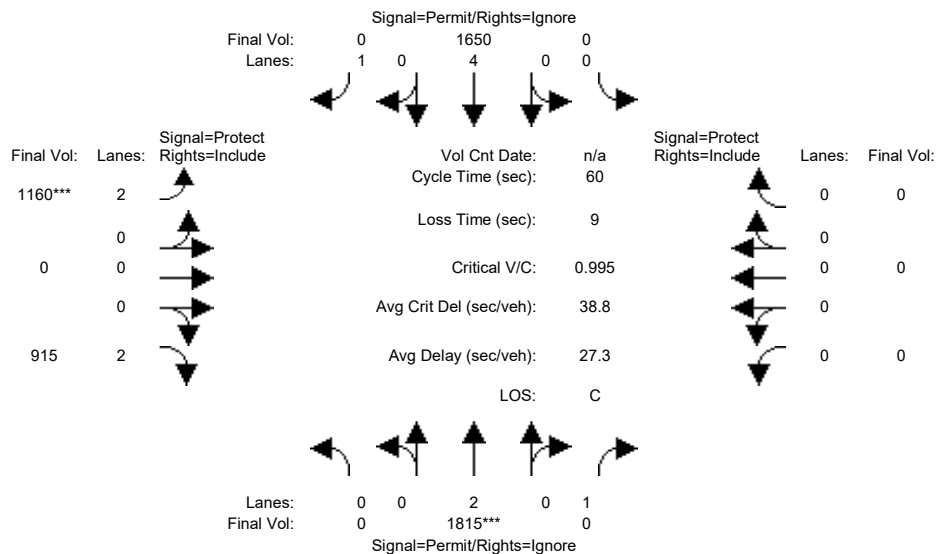 Signal=Permit/Rights=Ignore
Final Vol: 0 1650 0
Lanes: 1 0 4 0 0
Signal=Protect Signal=Protect
Final Vol: Lanes: Rights=Include Vol Cnt Date: n/a Rights=Include Lanes: Final Vol:
Cycle Time (sec): 60
1160*** 2 0 0
Loss Time (sec): 9
0 0
0 0 Critical V/C: 0.995 0 0
0 Avg Crit Del (sec/veh): 38.8 0
915 2 Avg Delay (sec/veh): 27.3 0 0
LOS: C
Lanes: 0 0 2 0 1
Final Vol: 0 1815*** 0
Signal=Permit/Rights=Ignore